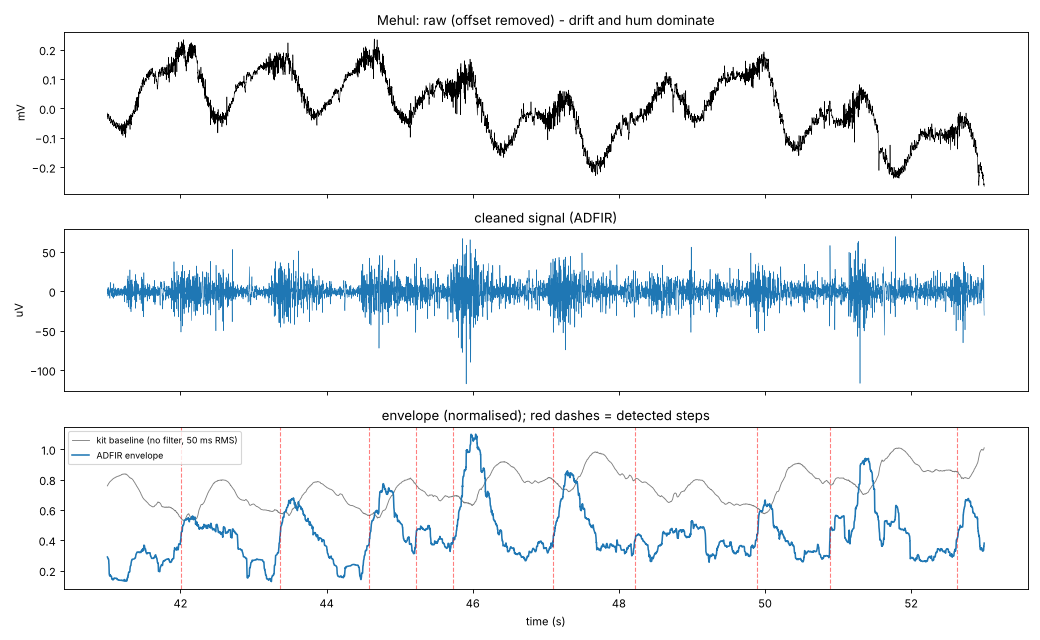 Mehul: raw (offset removed) - drift and hum dominate
mV
0.2
0.1
0.0
−0.1
−0.2
cleaned signal (ADFIR)
uV
50
0
−50
−100
envelope (normalised); red dashes = detected steps
kit baseline (no filter, 50 ms RMS)
ADFIR envelope
1.0
0.8
0.6
0.4
0.2
42 44 46 48 50 52
time (s)